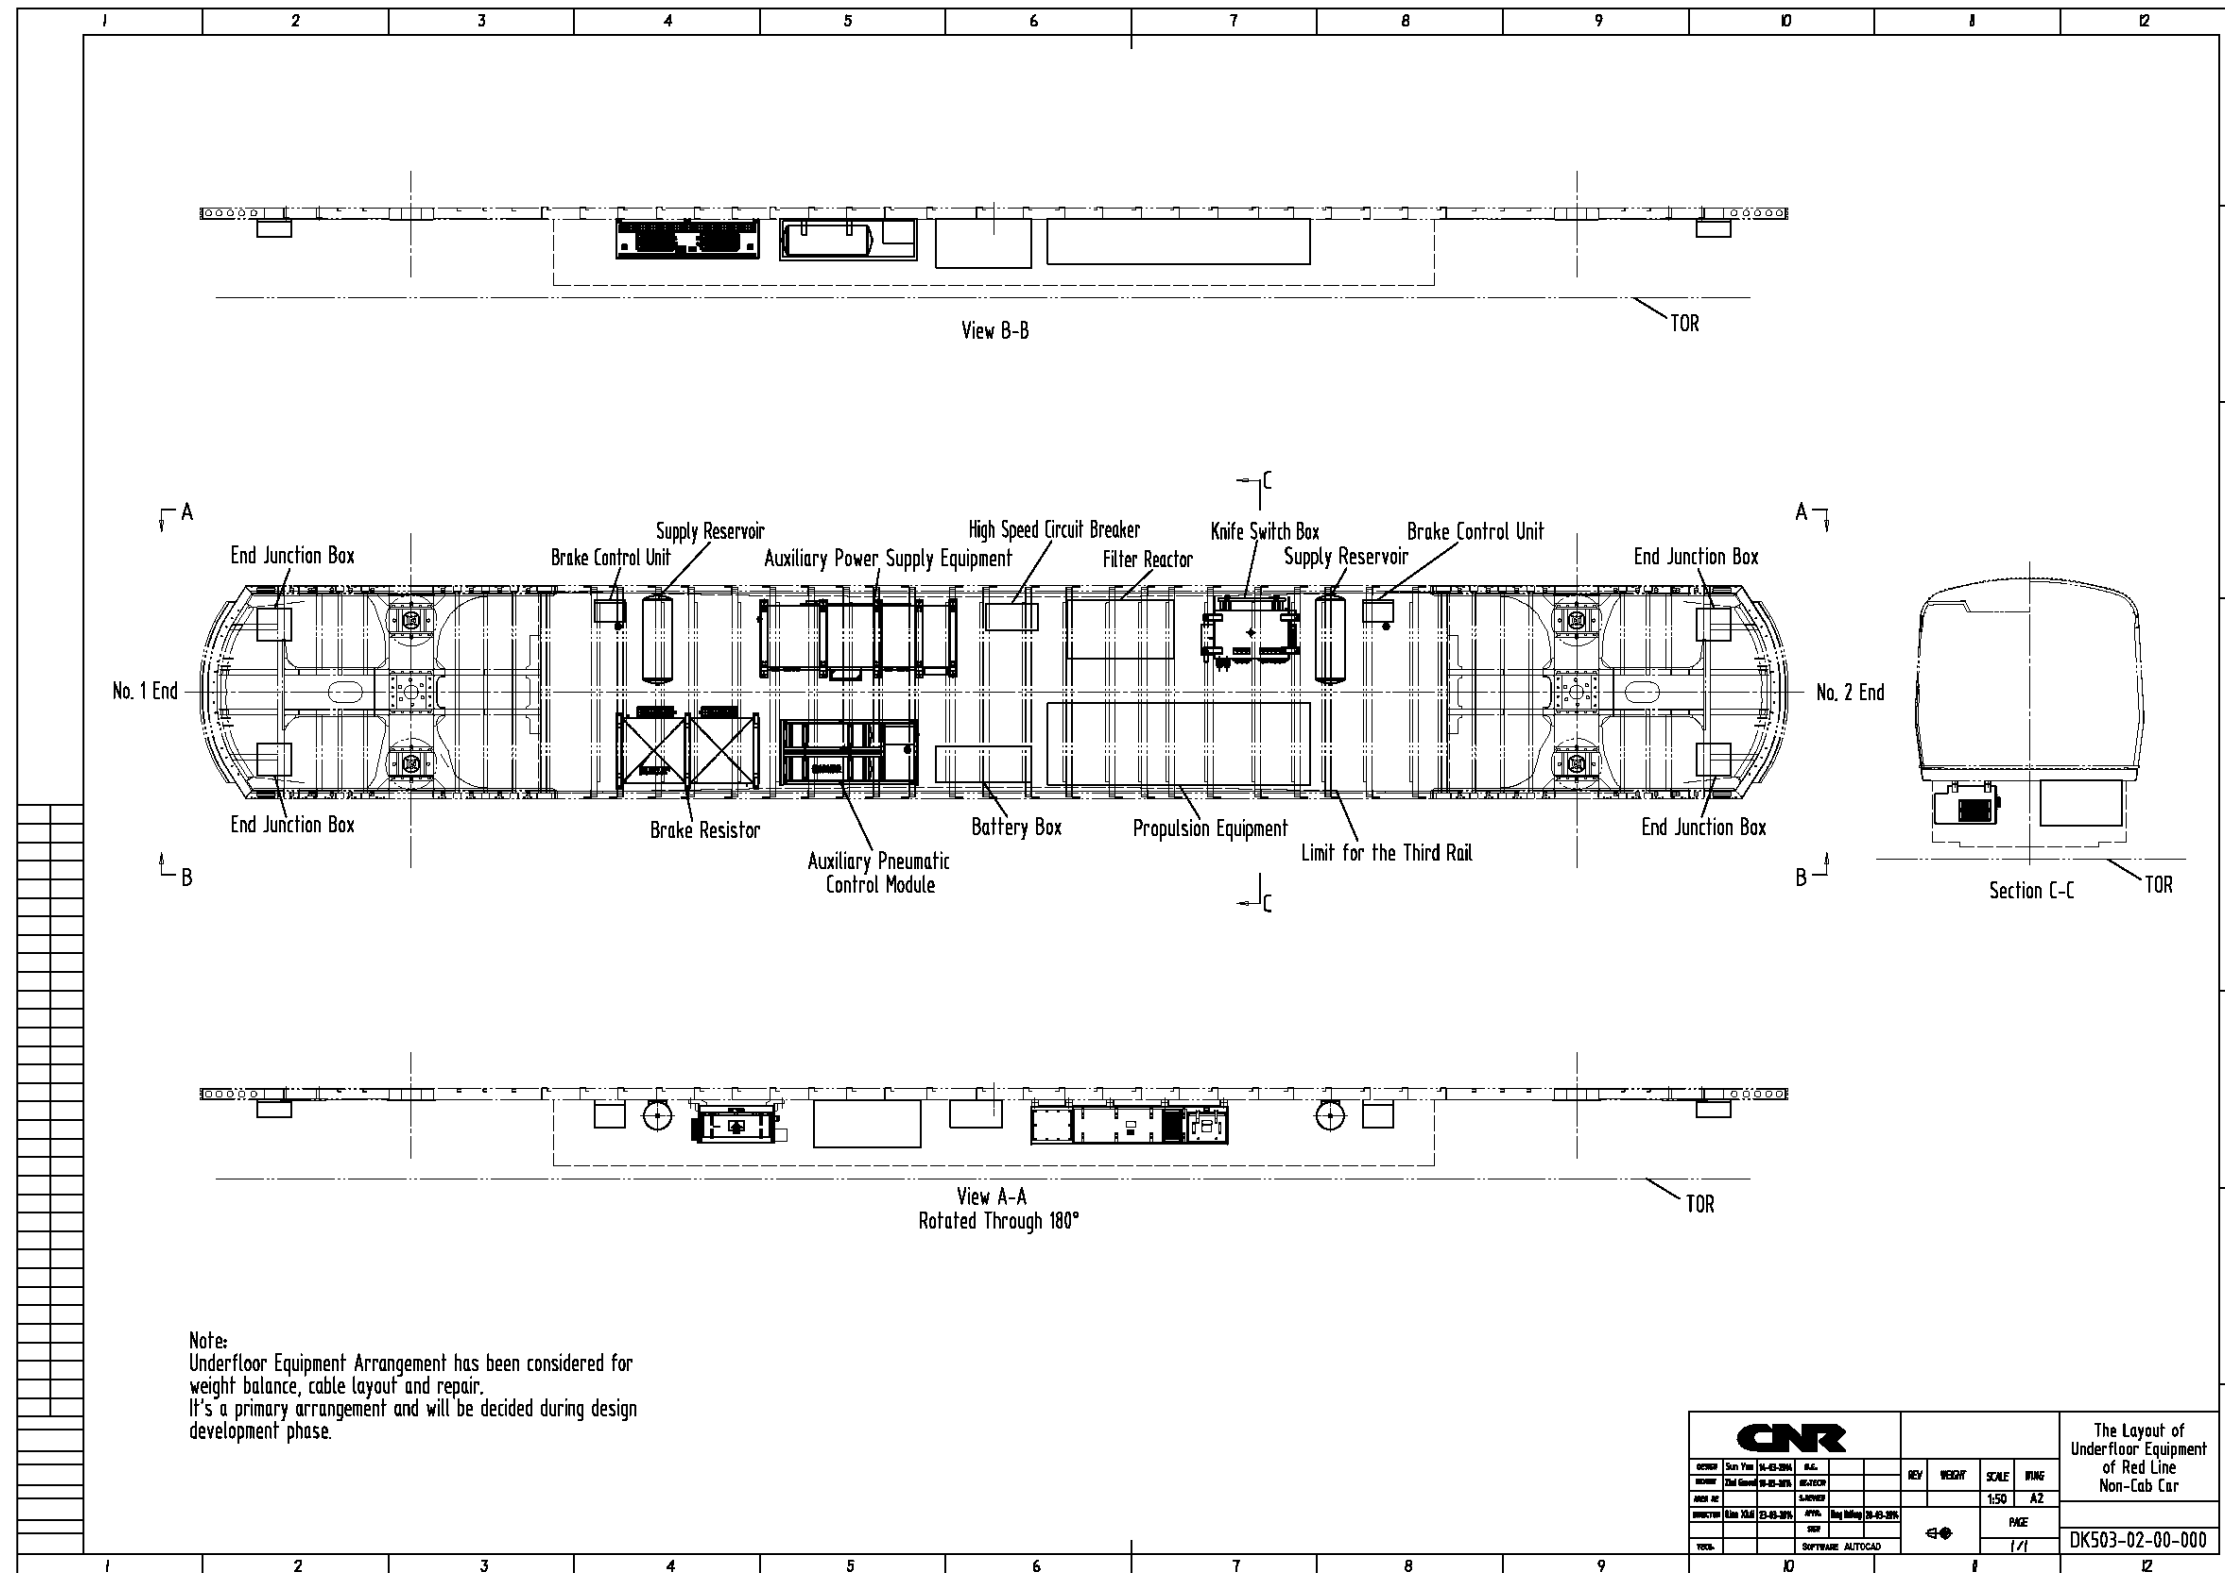 1 2 3 4 5 6 7 8 9 10 11 12
TOR
View B-B
C
A
A
Supply Reservoir
High Speed Circuit Breaker
Knife Switch Box
Brake Control Unit
End Junction Box
Brake Control Unit
Auxiliary Power Supply Equipment
Filter Reactor
Supply Reservoir
End Junction Box
No. 1 End
No. 2 End
End Junction Box
Brake Resistor
Battery Box
Propulsion Equipment
End Junction Box
Limit for the Third Rail
Auxiliary Pneumatic
Control Module
B
B
C
Section C-C
TOR
View A-A
Rotated Through 180°
TOR
Note:
Underfloor Equipment Arrangement has been considered for
weight balance, cable layout and repair.
It's a primary arrangement and will be decided during design
development phase.
CNR
The Layout of
Underfloor Equipment
of Red Line
Non-Cab Car
DESIGN Sun Yan 14-03-2014
REV WEIGHT SCALE
1:50 A2
PAGE
1/1
SOFTWARE AUTOCAD
DK503-02-00-000
1 2 3 4 5 6 7 8 9 10 11 12